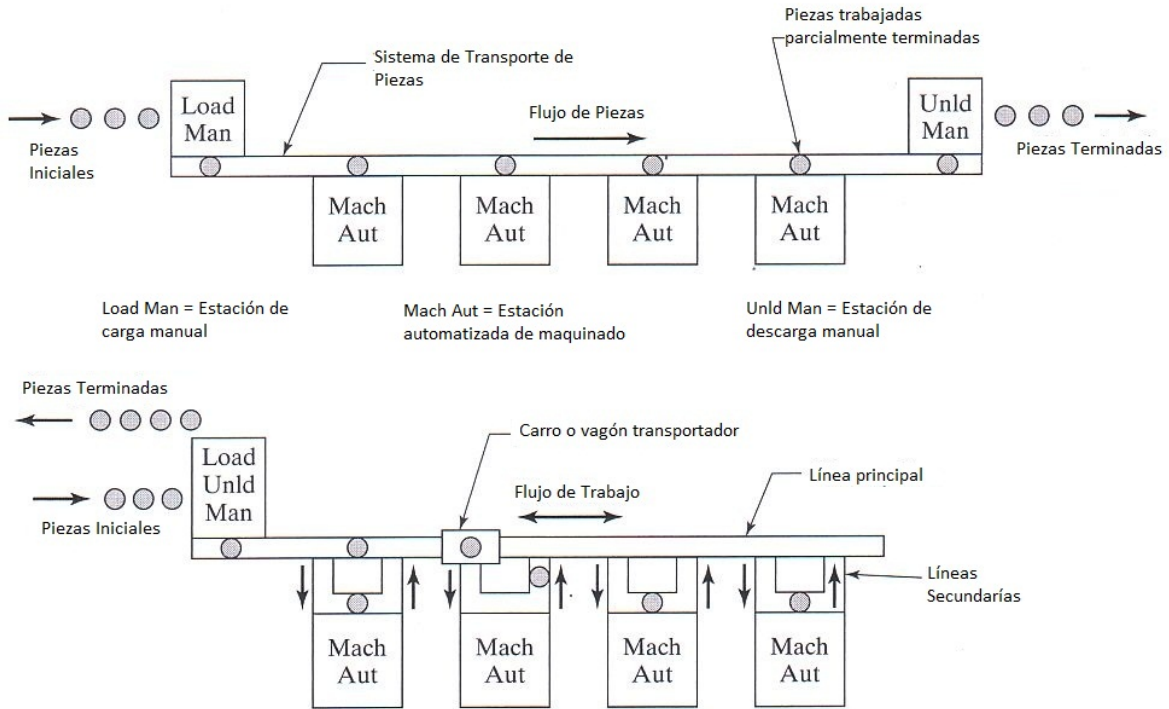 Piezas trabajadas
parcialmente terminadas
Sistema de Transporte de
Piezas
Load
Man
Flujo de Piezas
Unld
Man
Piezas
Iniciales
Piezas Terminadas
Mach
Aut
Mach
Aut
Mach
Aut
Mach
Aut
Load Man = Estación de
carga manual
Mach Aut = Estación
automatizada de maquinado
Unld Man = Estación de
descarga manual
Piezas Terminadas
Carro o vagón transportador
Load
Unld
Man
Línea principal
Flujo de Trabajo
Piezas Iniciales
Líneas
Secundarías
Mach
Aut
Mach
Aut
Mach
Aut
Mach
Aut